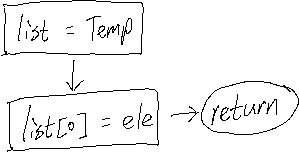 list = Temp
list[0] = ele
return